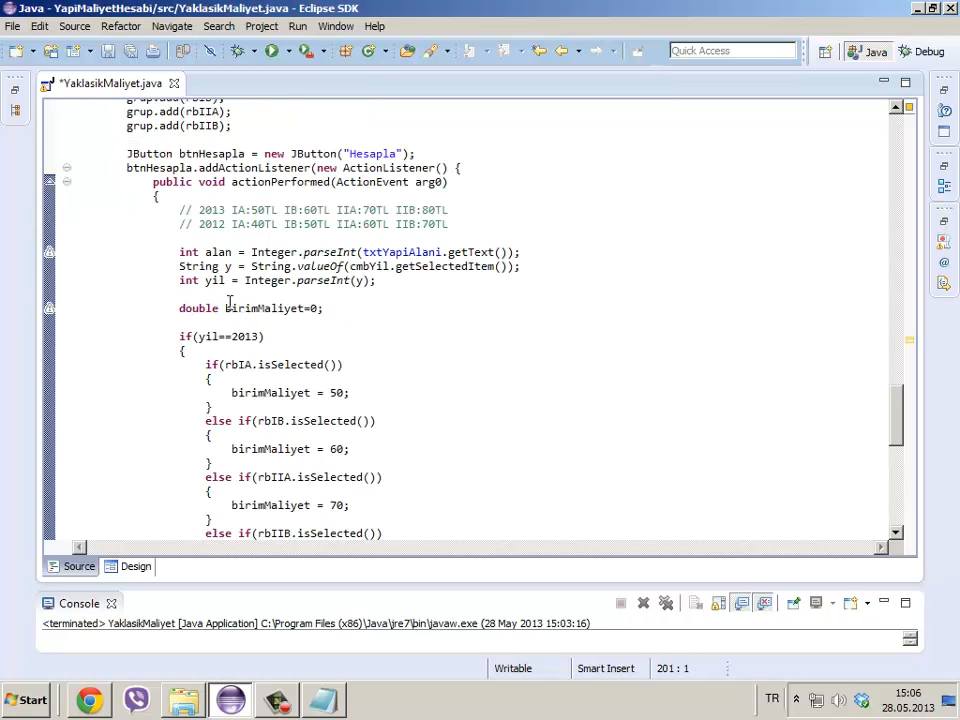 Java - YapiMaliyetHesabi/src/YaklasikMaliyet.java - Eclipse SDK
File Edit Source Refactor Navigate Search Project Run Window Help
Quick Access Java Debug
*YaklasikMaliyet.java
grup.add(rbIB);
grup.add(rbIIA);
grup.add(rbIIB);
JButton btnHesapla = new JButton("Hesapla");
btnHesapla.addActionListener(new ActionListener() {
public void actionPerformed(ActionEvent arg0)
{
// 2013 IA:50TL IB:60TL IIA:70TL IIB:80TL
// 2012 IA:40TL IB:50TL IIA:60TL IIB:70TL
int alan = Integer.parseInt(txtYapiAlani.getText());
String y = String.valueOf(cmbYil.getSelectedItem());
int yil = Integer.parseInt(y);
double birimMaliyet=0;
if(yil==2013)
{
if(rbIA.isSelected())
{
birimMaliyet = 50;
}
else if(rbIB.isSelected())
{
birimMaliyet = 60;
}
else if(rbIIA.isSelected())
{
birimMaliyet = 70;
}
else if(rbIIB.isSelected())
Source Design
Console
<terminated> YaklasikMaliyet [Java Application] C:\Program Files (x86)\Java\jre7\bin\javaw.exe (28 May 2013 15:03:16)
Writable Smart Insert 201 : 1
Start TR 15:06
28.05.2013